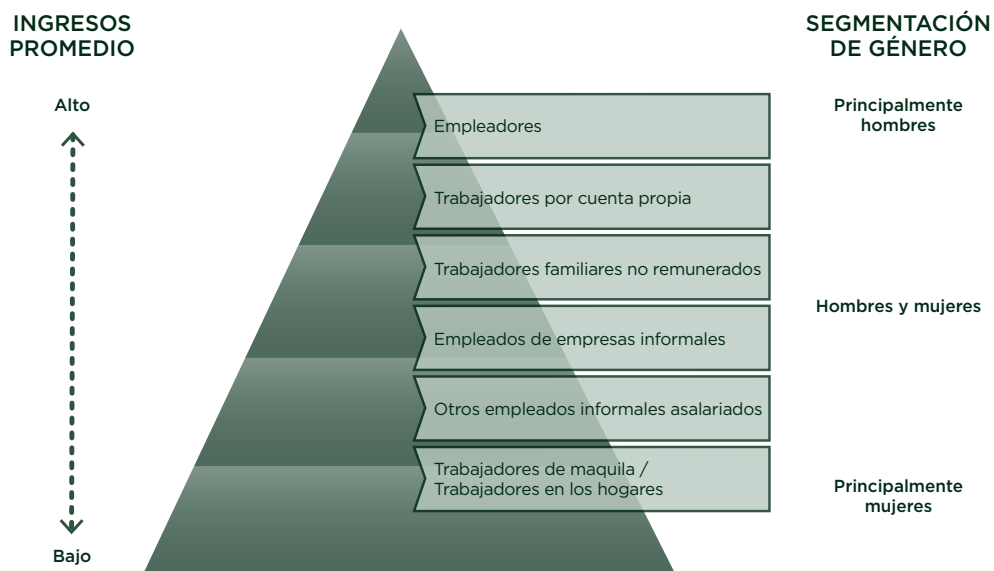 INGRESOS
PROMEDIO
SEGMENTACIÓN
DE GÉNERO
Alto
Principalmente
hombres
Empleadores
Trabajadores por cuenta propia
Trabajadores familiares no remunerados
Hombres y mujeres
Empleados de empresas informales
Otros empleados informales asalariados
Trabajadores de maquila /
Trabajadores en los hogares
Principalmente
mujeres
Bajo